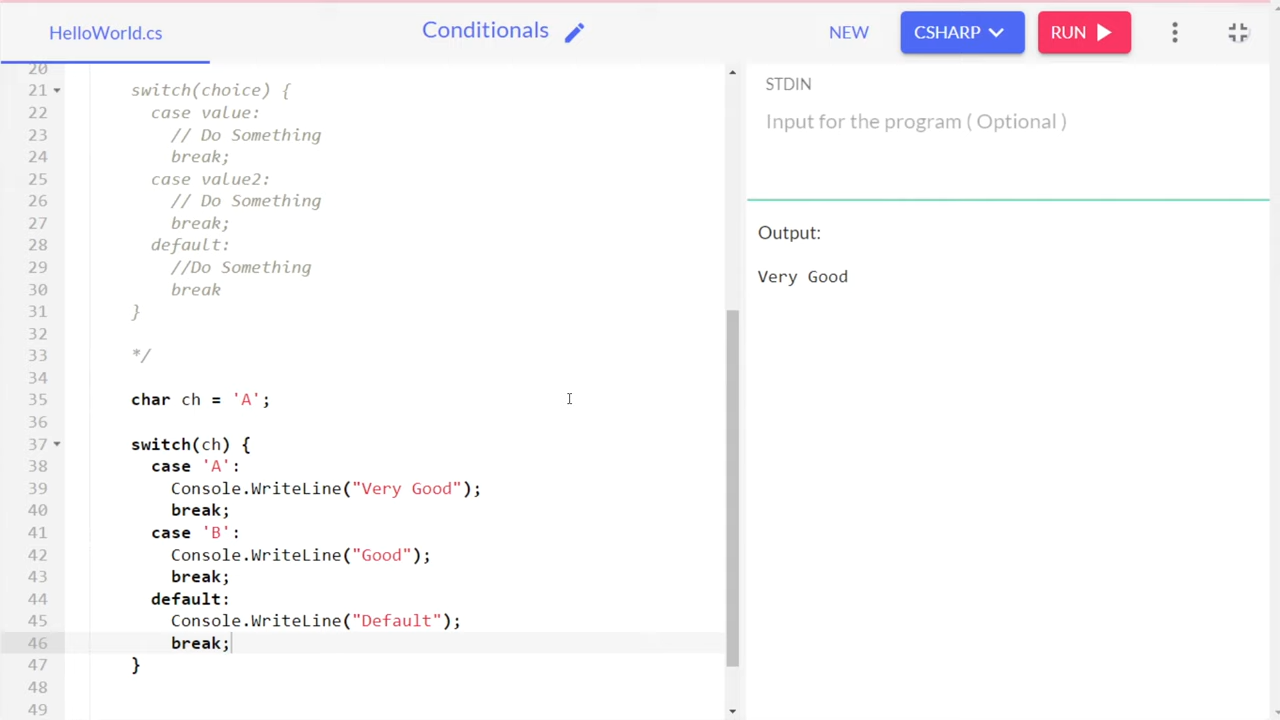 HelloWorld.cs
Conditionals
NEW
CSHARP
RUN
20
21 switch(choice) {
22 case value:
23 // Do Something
24 break;
25 case value2:
26 // Do Something
27 break;
28 default:
29 //Do Something
30 break
31 }
32
33 */
34
35 char ch = 'A';
36
37 switch(ch) {
38 case 'A':
39 Console.WriteLine("Very Good");
40 break;
41 case 'B':
42 Console.WriteLine("Good");
43 break;
44 default:
45 Console.WriteLine("Default");
46 break;
47 }
48
49
STDIN
Input for the program ( Optional )
Output:
Very Good